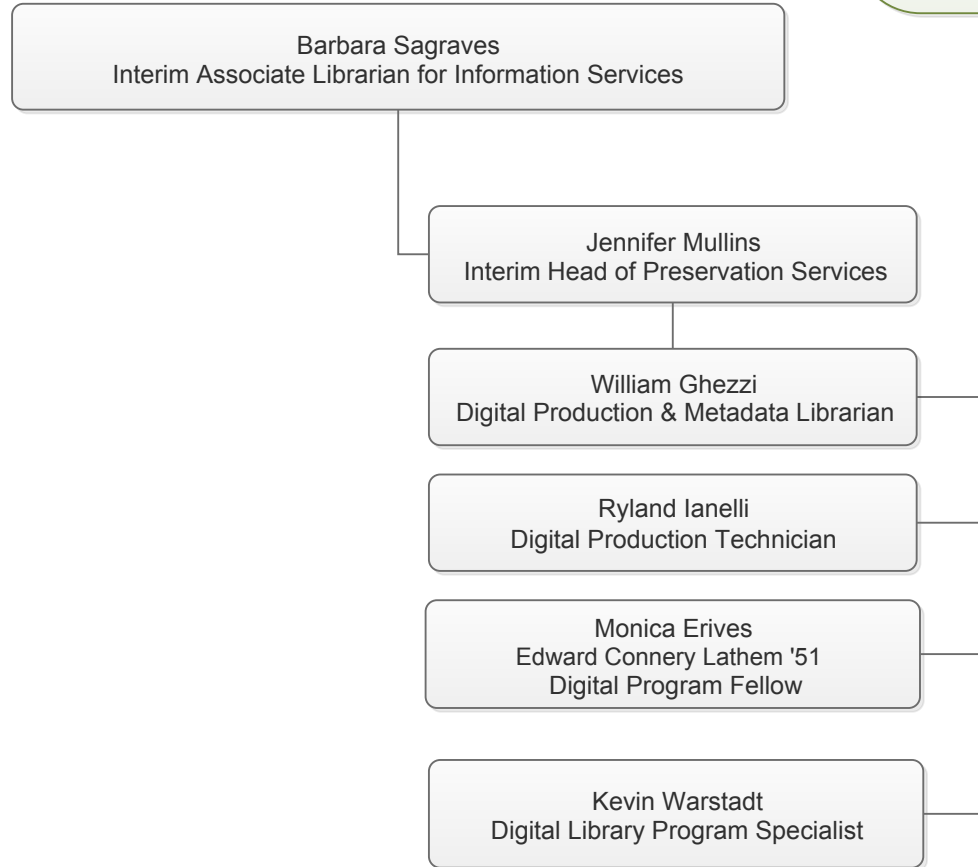 Barbara Sagraves
Interim Associate Librarian for Information Services
Jennifer Mullins
Interim Head of Preservation Services
William Ghezzi
Digital Production & Metadata Librarian
Ryland Ianelli
Digital Production Technician
Monica Erives
Edward Connery Lathem '51
Digital Program Fellow
Kevin Warstadt
Digital Library Program Specialist